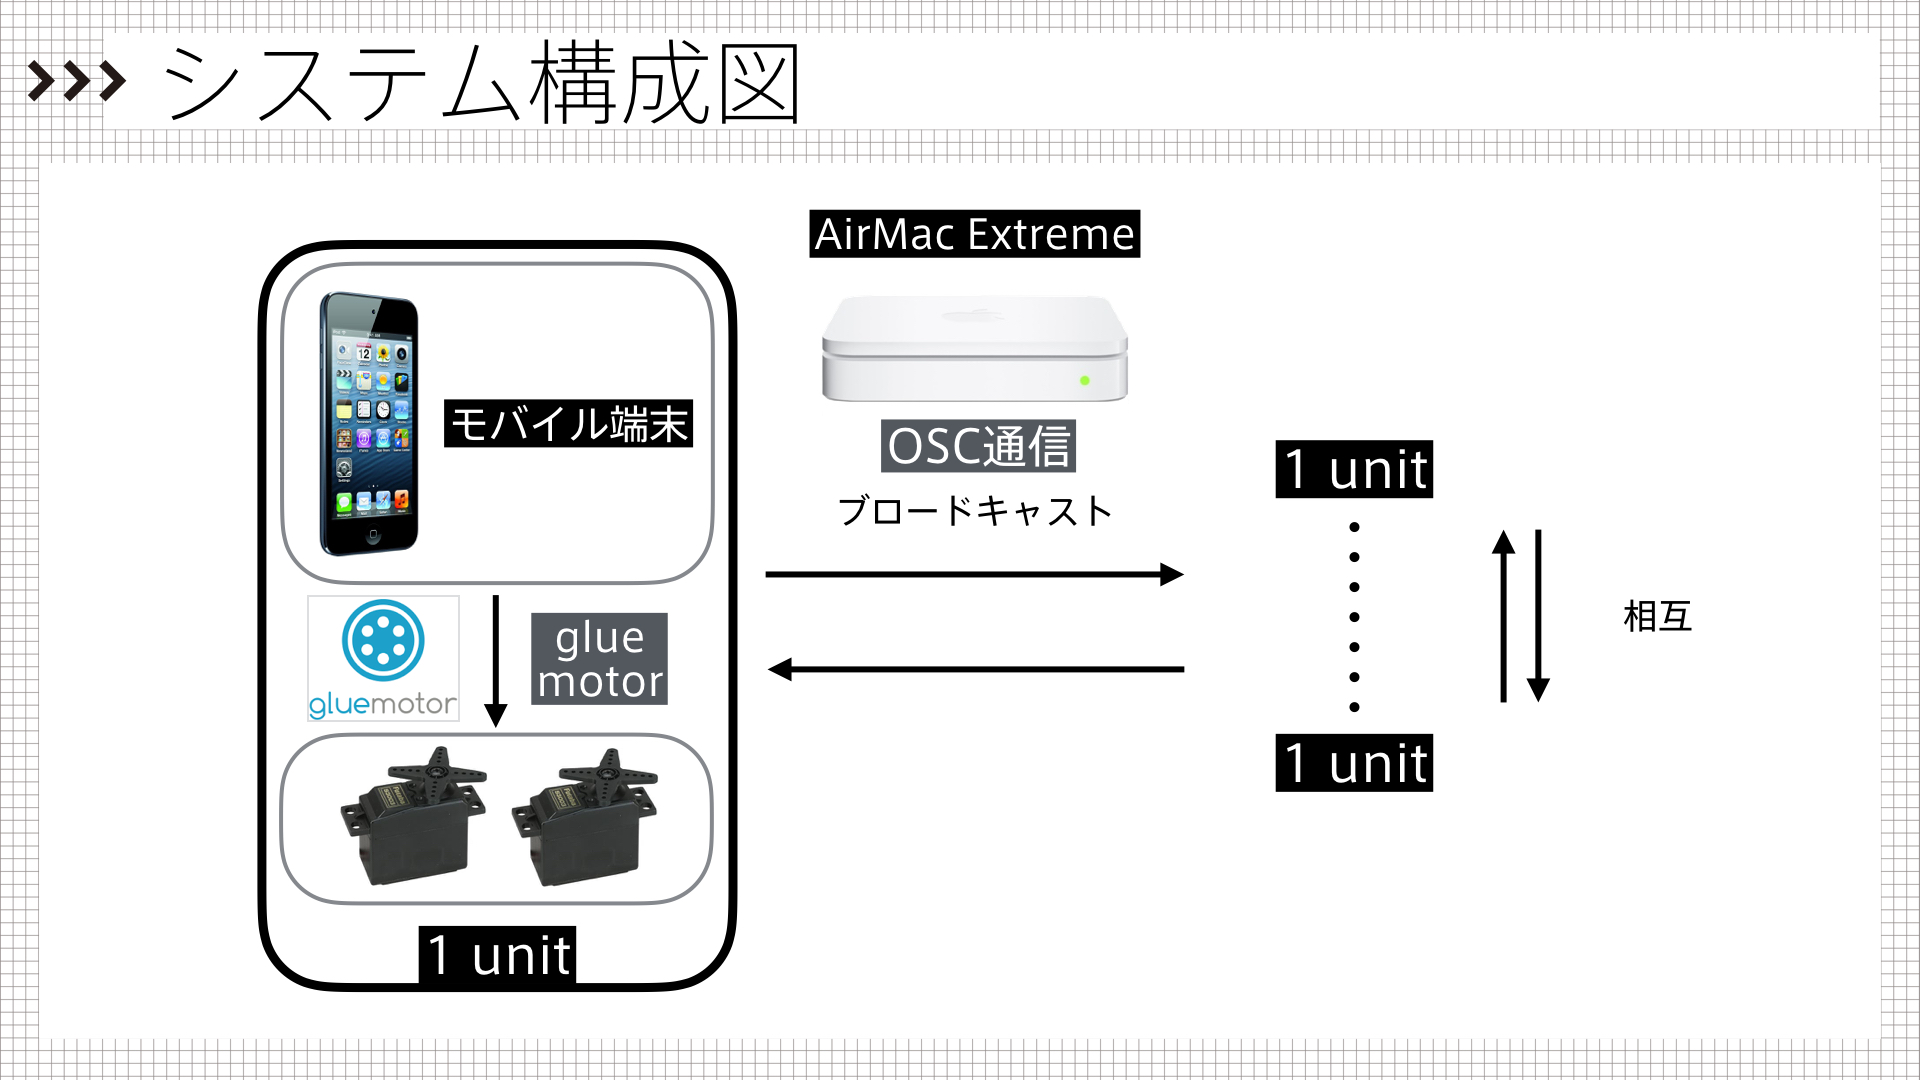 システム構成図
AirMac Extreme
モバイル端末
OSC通信
ブロードキャスト
glue
motor
gluemotor
1 unit
1 unit
1 unit
相互